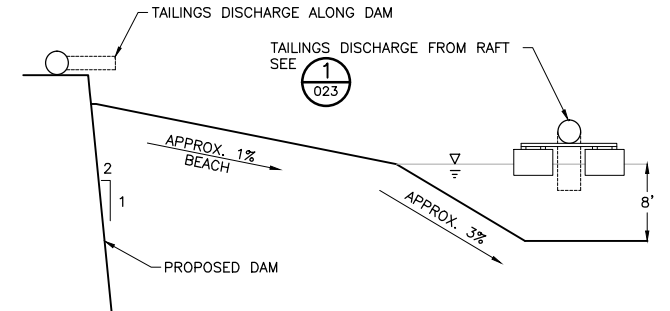 TAILINGS DISCHARGE ALONG DAM
TAILINGS DISCHARGE FROM RAFT
SEE
1
023
APPROX. 1%
BEACH
2
1
8'
APPROX. 3%
PROPOSED DAM